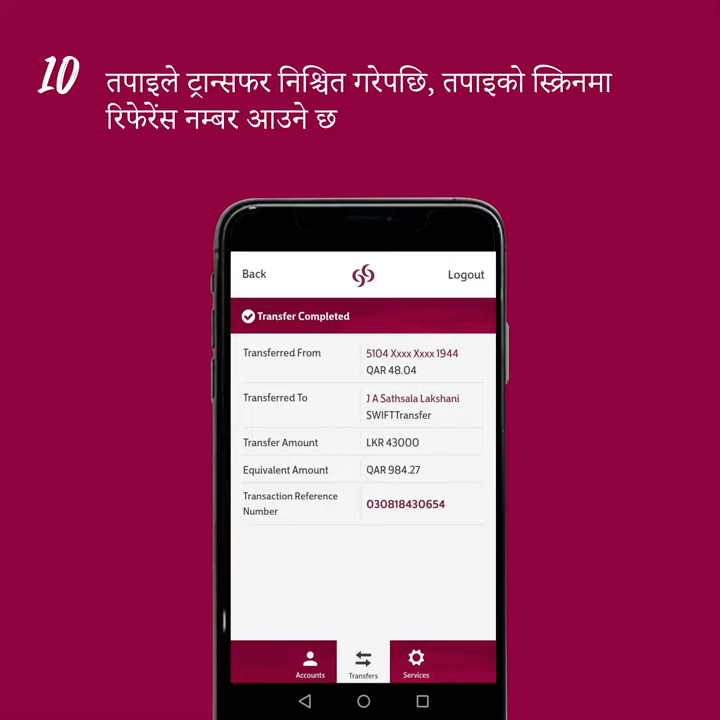 10
तपाइले ट्रान्सफर निश्चित गरेपछि, तपाइको स्क्रिनमा
रिफेरेंस नम्बर आउने छ
Back
Logout
Transfer Completed
Transferred From
5104 Xxxx Xxxx 1944
QAR 48.04
Transferred To
J A Sathsala Lakshani
SWIFTTransfer
Transfer Amount
LKR 43000
Equivalent Amount
QAR 984.27
Transaction Reference
Number
030818430654
Accounts
Transfers
Services